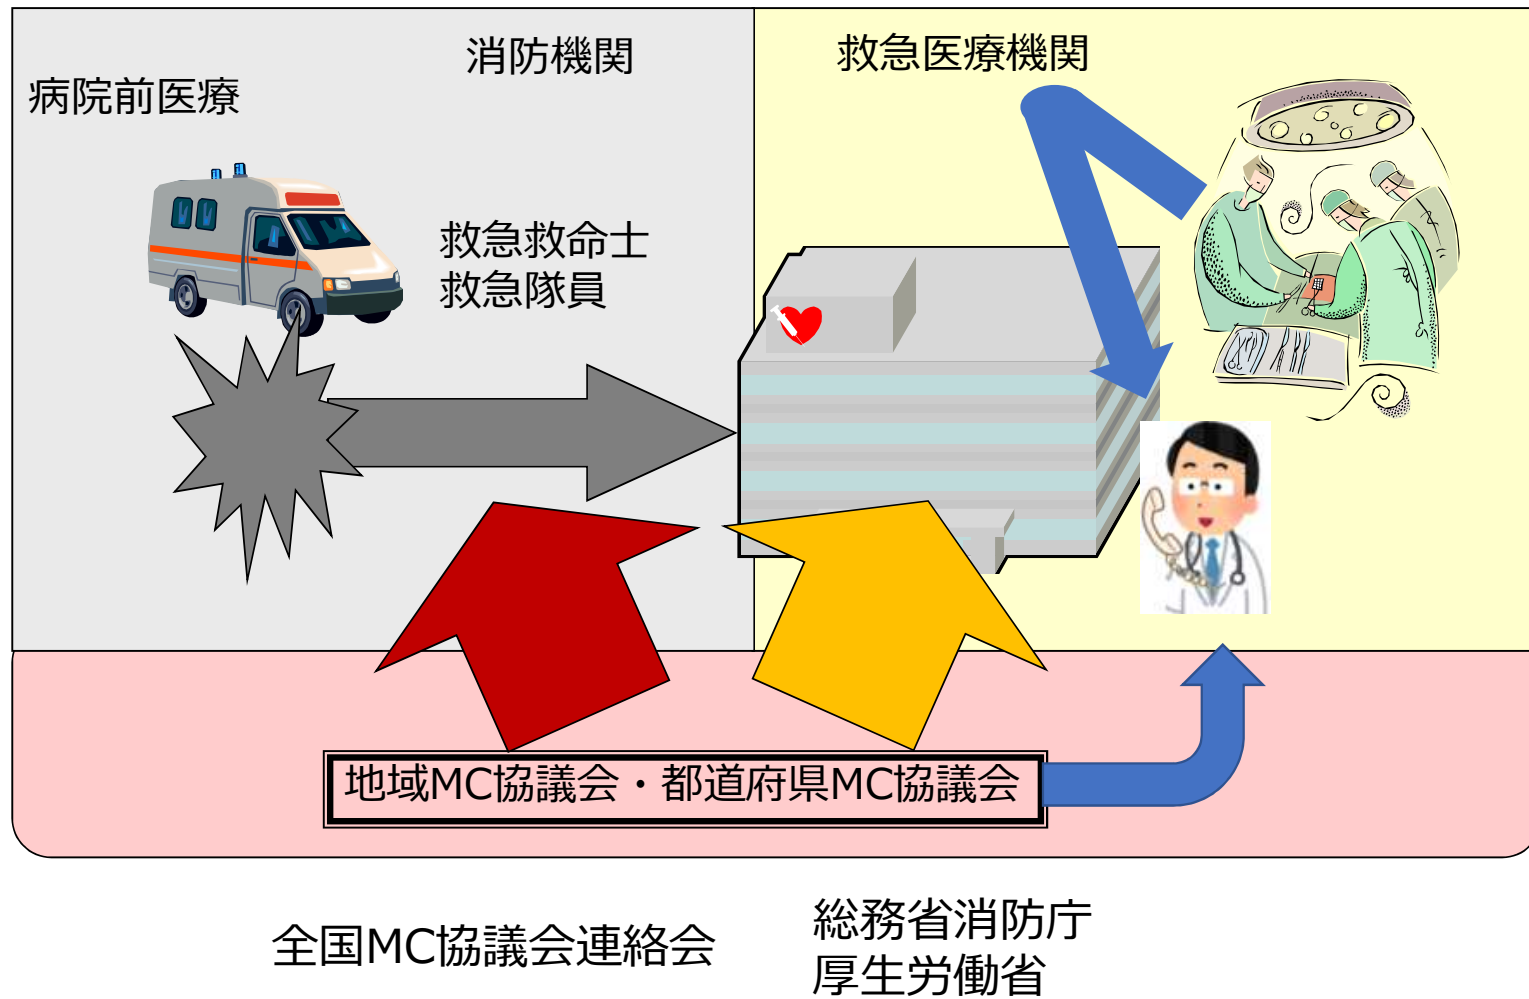 消防機関
病院前医療
救急救命士
救急隊員
救急医療機関
地域MC協議会・都道府県MC協議会
全国MC協議会連絡会
総務省消防庁
厚生労働省